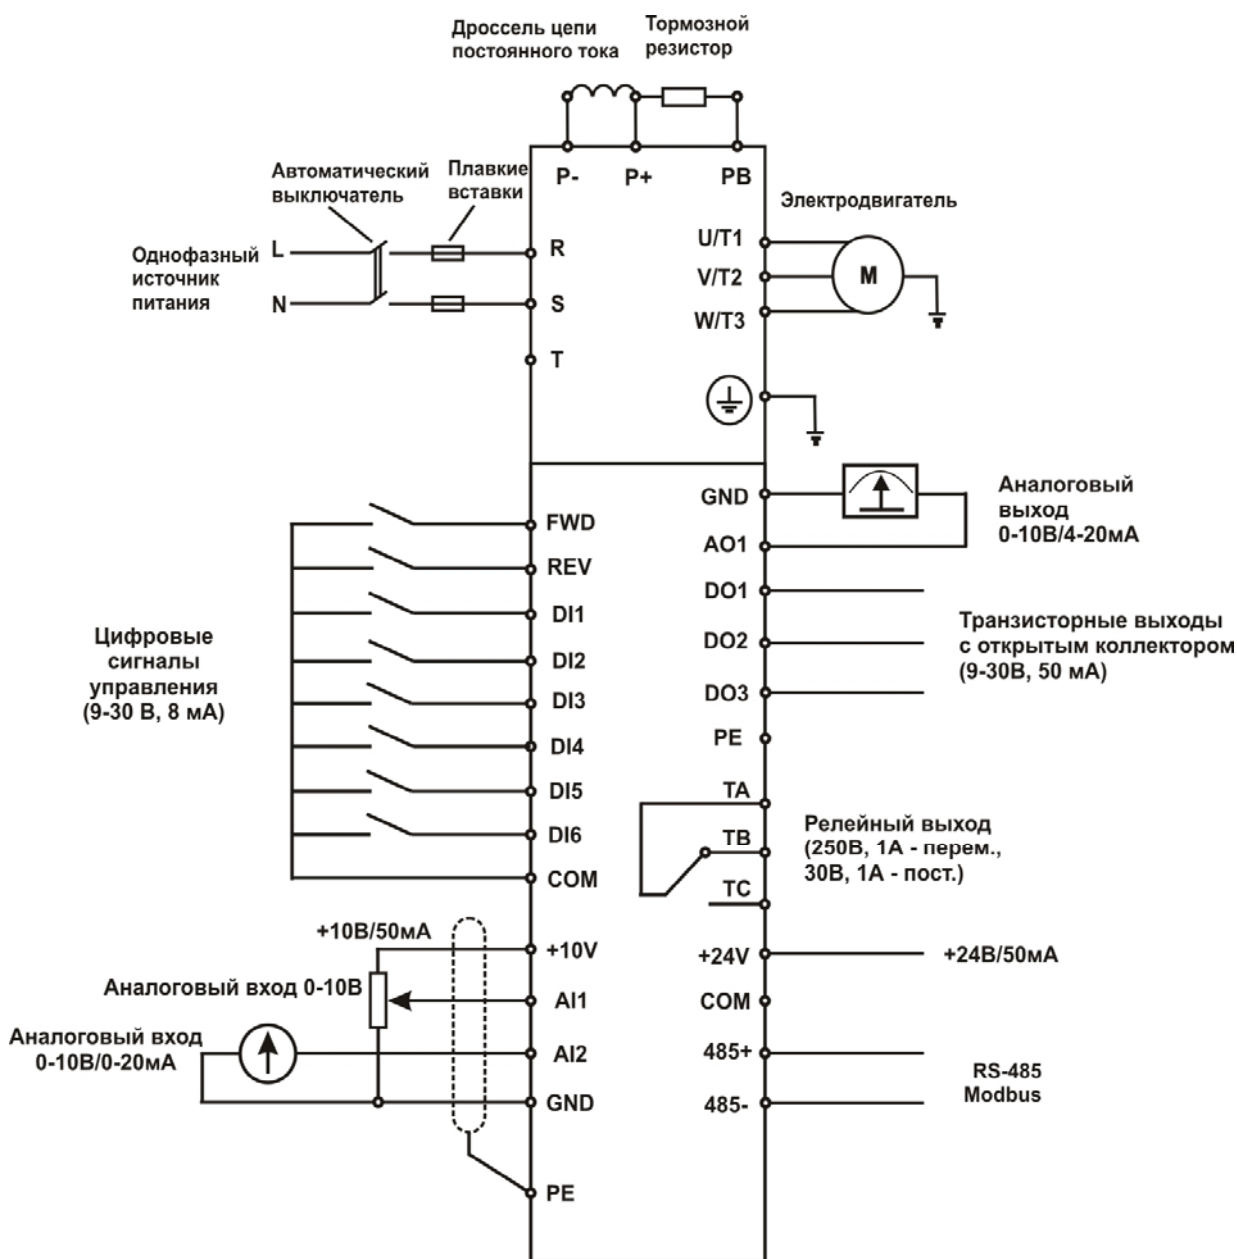 Дроссель цепи
постоянного тока
Тормозной
резистор
P-
P+
PB
Автоматический
выключатель
Плавкие
вставки
Электродвигатель
Однофазный
источник
питания
L
N
R
S
T
U/T1
V/T2
W/T3
M
GND
AO1
Аналоговый
выход
0-10В/4-20мА
Цифровые
сигналы
управления
(9-30 В, 8 мА)
FWD
REV
DI1
DI2
DI3
DI4
DI5
DI6
COM
DO1
DO2
DO3
PE
Транзисторные выходы
с открытым коллектором
(9-30В, 50 мА)
TA
TB
TC
Релейный выход
(250В, 1А - перем.,
30В, 1А - пост.)
+10В/50мА
+10V
Аналоговый вход 0-10В
AI1
Аналоговый вход
0-10В/0-20мА
AI2
GND
PE
+24V
+24В/50мА
COM
485+
485-
RS-485
Modbus